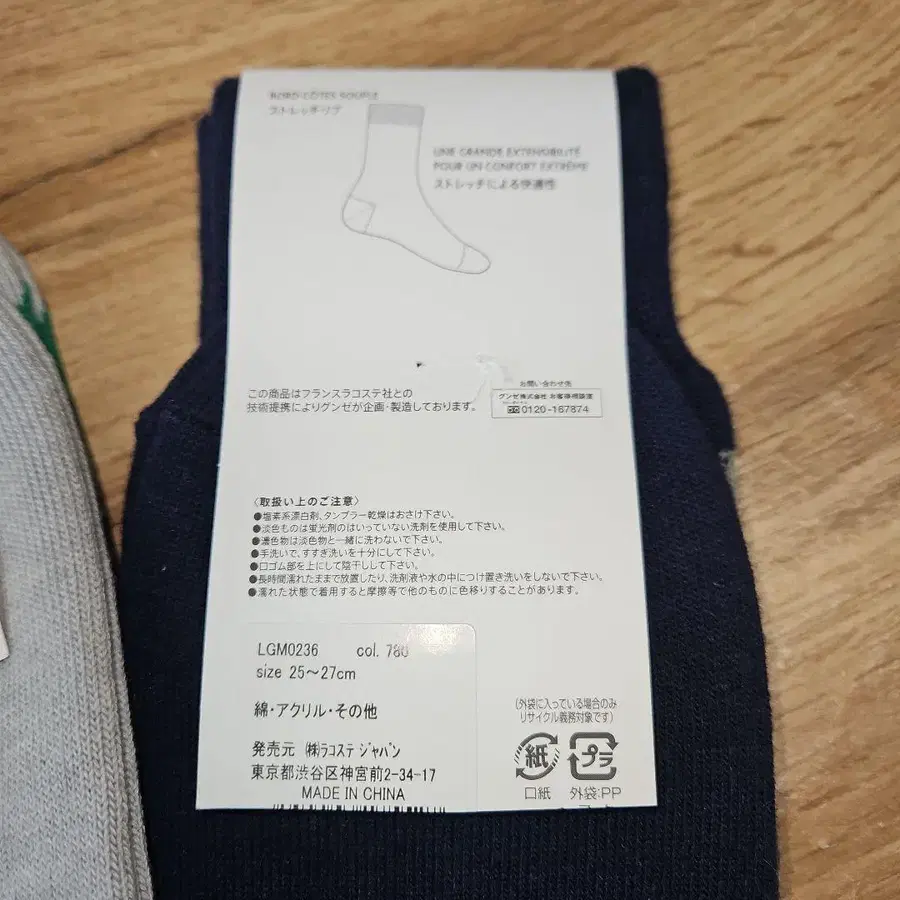 BORD CÔTES SOUPLE
ストレッチリブ
UNE GRANDE EXTENSIBILITÉ
POUR UN CONFORT EXTRÊME
ストレッチによる快適性
この商品はフランスラコステ社との
技術提携によりグンゼが企画・製造しております。
お問い合わせ先
グンゼ株式会社 お客様相談室
0120-167874
〈取扱い上のご注意〉
●塩素系漂白剤、タンブラー乾燥はおさけ下さい。
●淡色ものは蛍光剤のはいっていない洗剤を使用して下さい。
●濃色物は淡色物と一緒に洗わないで下さい。
●手洗いで、すすぎ洗いを十分にして下さい。
●口ゴム部を上にして陰干しして下さい。
●長時間濡れたままで放置したり、洗剤液や水の中につけ置き洗いをしないで下さい。
●濡れた状態で着用すると摩擦等で他のものに色移りすることがあります。
LGM0236 col. 780
size 25～27cm
綿・アクリル・その他
発売元 (株)ラコステ ジャパン
東京都渋谷区神宮前2-34-17
MADE IN CHINA
(外袋に入っている場合のみ
リサイクル義務対象です)
紙 プラ
口紙 外袋:PP